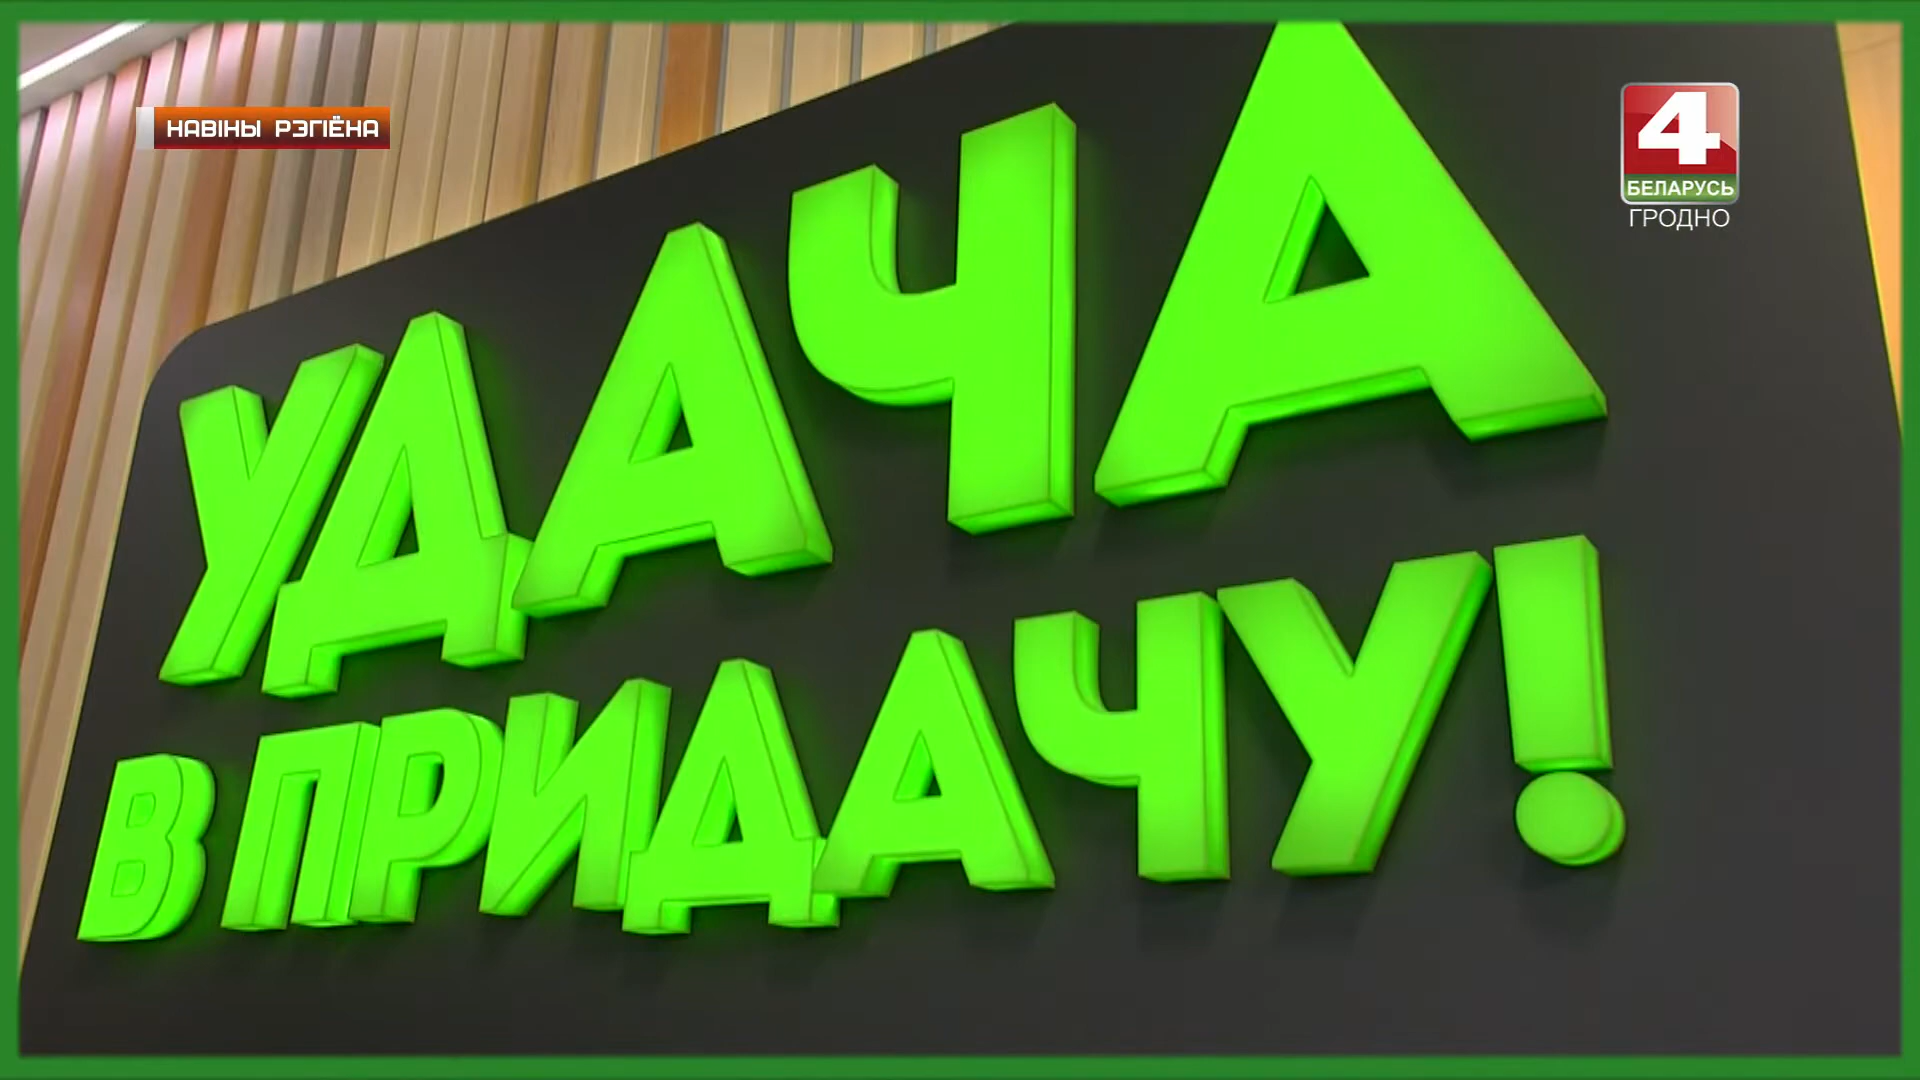 НАВІНЫ РЭГІЁНА
4
БЕЛАРУСЬ
ГРОДНО
УДАЧА
В ПРИДАЧУ!